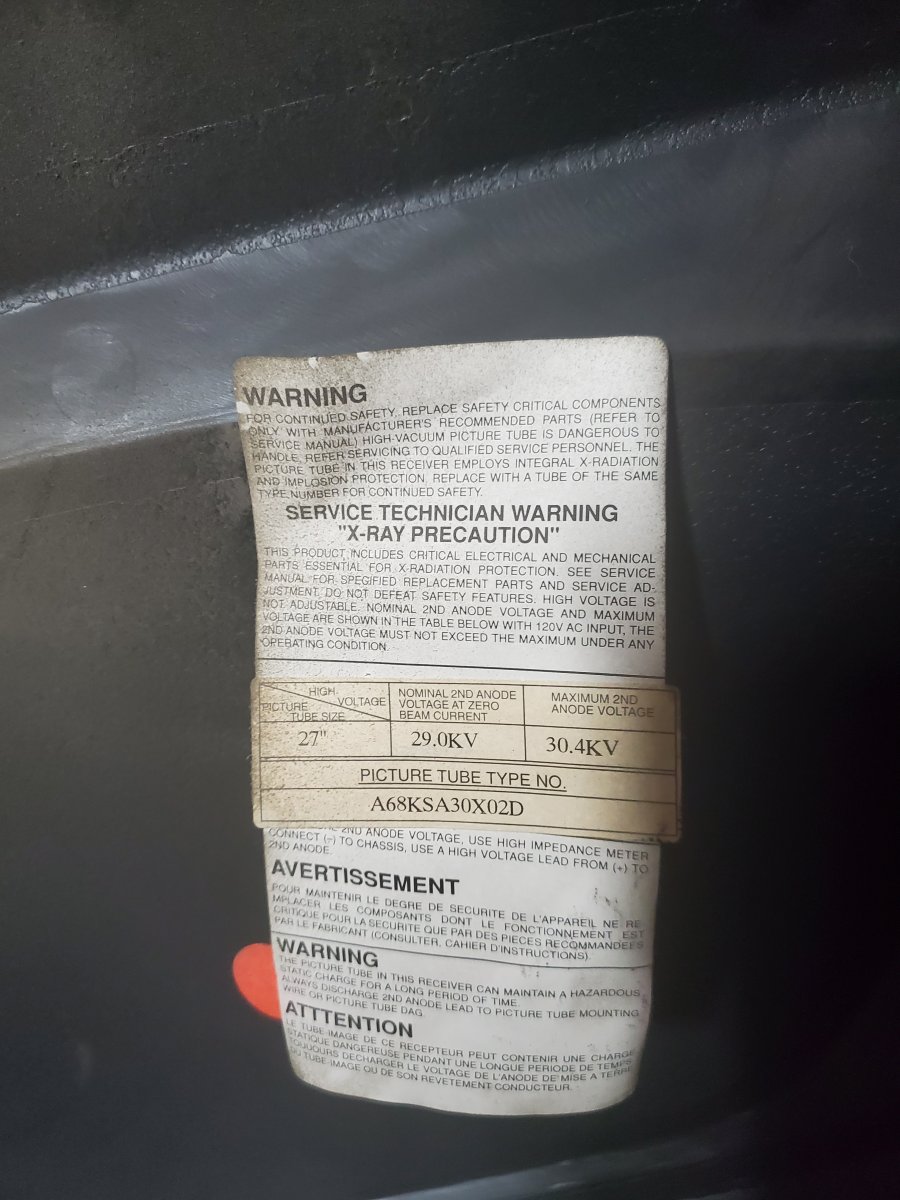 WARNING
FOR CONTINUED SAFETY, REPLACE SAFETY CRITICAL COMPONENTS
ONLY WITH MANUFACTURER'S RECOMMENDED PARTS (REFER TO
SERVICE MANUAL) HIGH-VACUUM PICTURE TUBE IS DANGEROUS TO
HANDLE, REFER SERVICING TO QUALIFIED SERVICE PERSONNEL. THE
PICTURE TUBE IN THIS RECEIVER EMPLOYS INTEGRAL X-RADIATION
AND IMPLOSION PROTECTION, REPLACE WITH A TUBE OF THE SAME
TYPE NUMBER FOR CONTINUED SAFETY.
SERVICE TECHNICIAN WARNING
"X-RAY PRECAUTION"
THIS PRODUCT INCLUDES CRITICAL ELECTRICAL AND MECHANICAL
PARTS ESSENTIAL FOR X-RADIATION PROTECTION. SEE SERVICE
MANUAL FOR SPECIFIED REPLACEMENT PARTS AND SERVICE AD-
JUSTMENT. DO NOT DEFEAT SAFETY FEATURES. HIGH VOLTAGE IS
NOT ADJUSTABLE. NOMINAL 2ND ANODE VOLTAGE AND MAXIMUM
VOLTAGE ARE SHOWN IN THE TABLE BELOW WITH 120V AC INPUT, THE
2ND ANODE VOLTAGE MUST NOT EXCEED THE MAXIMUM UNDER ANY
OPERATING CONDITION.
HIGH VOLTAGE
PICTURE TUBE SIZE
NOMINAL 2ND ANODE
VOLTAGE AT ZERO
BEAM CURRENT
MAXIMUM 2ND
ANODE VOLTAGE
27" 29.0KV 30.4KV
PICTURE TUBE TYPE NO.
A68KSA30X02D
2ND ANODE VOLTAGE, USE HIGH IMPEDANCE METER
CONNECT (–) TO CHASSIS, USE A HIGH VOLTAGE LEAD FROM (+) TO
2ND ANODE.
AVERTISSEMENT
POUR MAINTENIR LE DEGRE DE SECURITE DE L'APPAREIL NE RE
MPLACER LES COMPOSANTS DONT LE FONCTIONNEMENT EST
CRITIQUE POUR LA SECURITE QUE PAR DES PIECES RECOMMANDEES
PAR LE FABRICANT (CONSULTER, CAHIER D'INSTRUCTIONS).
WARNING
THE PICTURE TUBE IN THIS RECEIVER CAN MAINTAIN A HAZARDOUS
STATIC CHARGE FOR A LONG PERIOD OF TIME.
ALWAYS DISCHARGE 2ND ANODE LEAD TO PICTURE TUBE MOUNTING
WIRE OR PICTURE TUBE DAG.
ATTTENTION
LE TUBE-IMAGE DE CE RECEPTEUR PEUT CONTENIR UNE CHARGE
STATIQUE DANGEREUSE PENDANT UNE LONGUE PERIODE DE TEMPS
TOUJOURS DECHARGER LE VOLTAGE DE L'ANODE DE MISE A TERRE
DU TUBE-IMAGE OU DE SON REVETEMENT CONDUCTEUR.